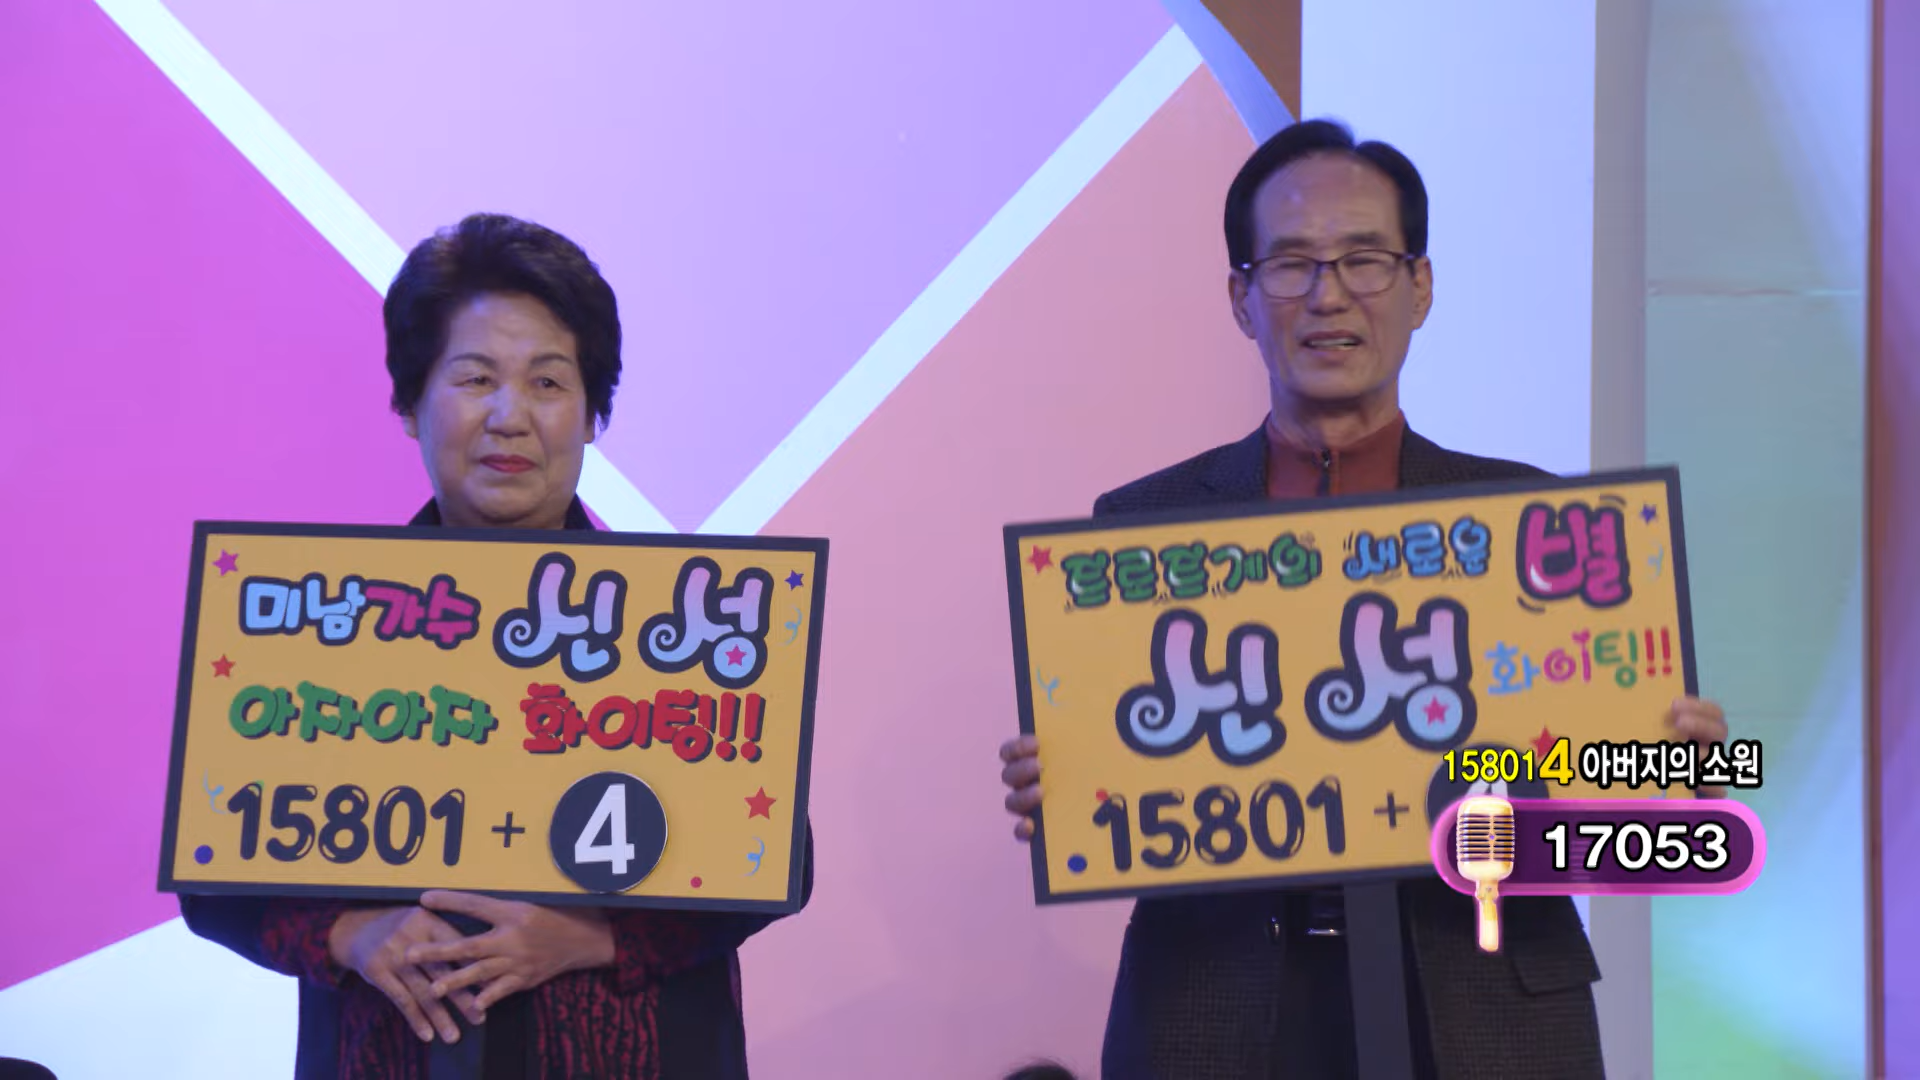 미남가수 신성
아자아자 화이팅!!
15801 + 4
트로트계의 새로운 별
신성 화이팅!!
15801 +
158014 아버지의 소원
17053